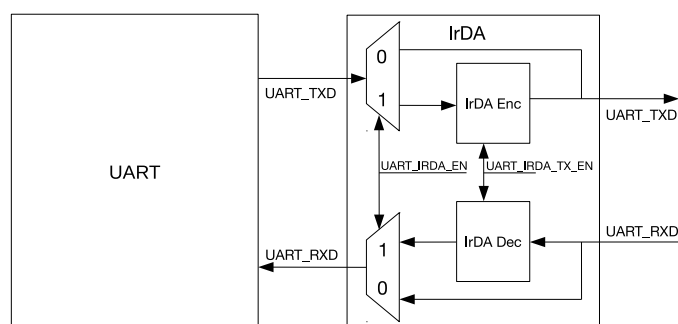 IrDA
0
UART_TXD
1
IrDA Enc
UART_TXD
UART_IRDA_EN
UART_IRDA_TX_EN
UART
UART_RXD
1
IrDA Dec
UART_RXD
0